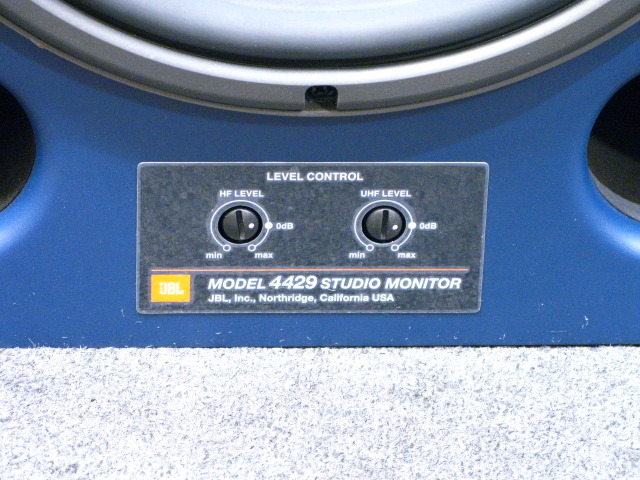 LEVEL CONTROL
HF LEVEL UHF LEVEL
0dB 0dB
min max min max
JBL MODEL 4429 STUDIO MONITOR
JBL, Inc., Northridge, California USA